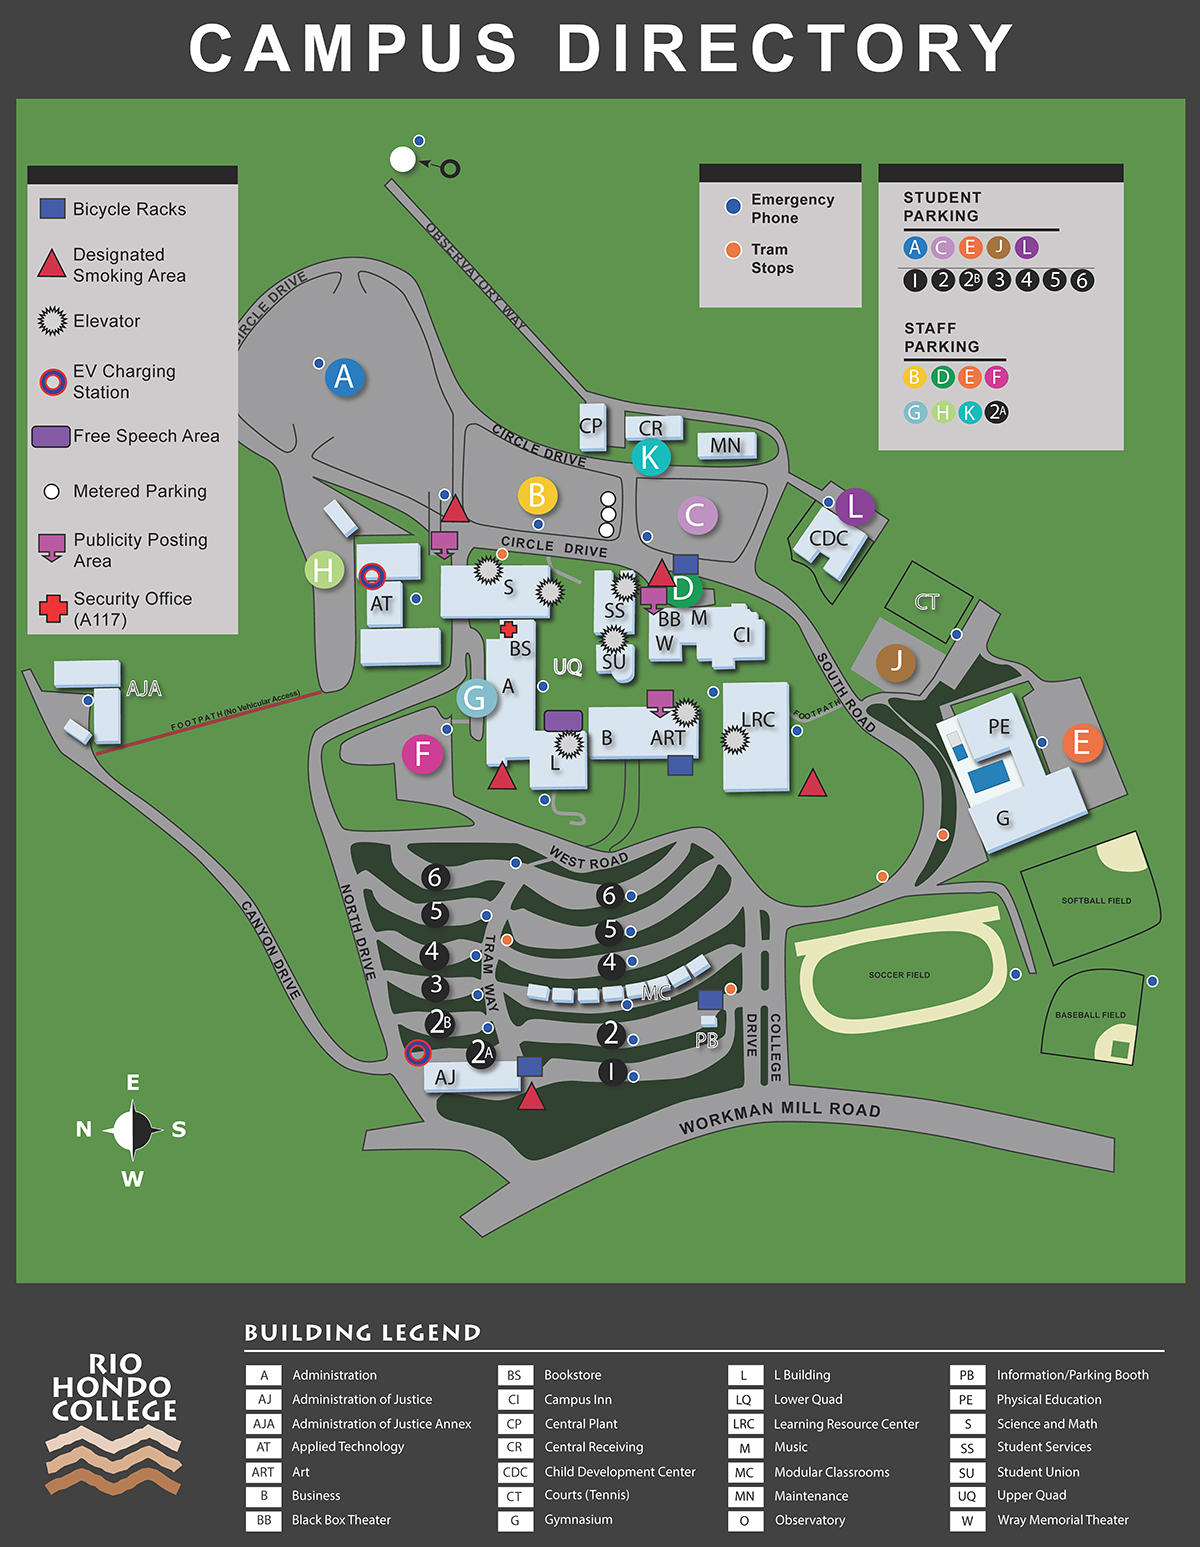 CAMPUS DIRECTORY
Bicycle Racks
Designated
Smoking Area
Elevator
EV Charging
Station
Free Speech Area
Metered Parking
Publicity Posting
Area
Security Office
(A117)
Emergency
Phone
Tram
Stops
STUDENT
PARKING
A C E J L
1 2 2B 3 4 5 6
STAFF
PARKING
B D E F
G H K 2A
O
OBSERVATORY WAY
CIRCLE DRIVE
A
CP
CR
MN
K
CIRCLE DRIVE
B
C
L
CDC
CIRCLE DRIVE
H
AT
S
SS
D
BB
M
W
CI
SU
CT
J
BS
UQ
A
G
AJA
FOOTPATH (No Vehicular Access)
SOUTH ROAD
FOOTPATH
F
L
B
ART
LRC
PE
E
G
WEST ROAD
NORTH DRIVE
CANYON DRIVE
TRAM WAY
6
5
4
3
2B
2A
6
5
4
MC
2
1
PB
AJ
COLLEGE
DRIVE
SOFTBALL FIELD
SOCCER FIELD
BASEBALL FIELD
WORKMAN MILL ROAD
E
N S
W
RIO
HONDO
COLLEGE
BUILDING LEGEND
A Administration
AJ Administration of Justice
AJA Administration of Justice Annex
AT Applied Technology
ART Art
B Business
BB Black Box Theater
BS Bookstore
CI Campus Inn
CP Central Plant
CR Central Receiving
CDC Child Development Center
CT Courts (Tennis)
G Gymnasium
L L Building
LQ Lower Quad
LRC Learning Resource Center
M Music
MC Modular Classrooms
MN Maintenance
O Observatory
PB Information/Parking Booth
PE Physical Education
S Science and Math
SS Student Services
SU Student Union
UQ Upper Quad
W Wray Memorial Theater